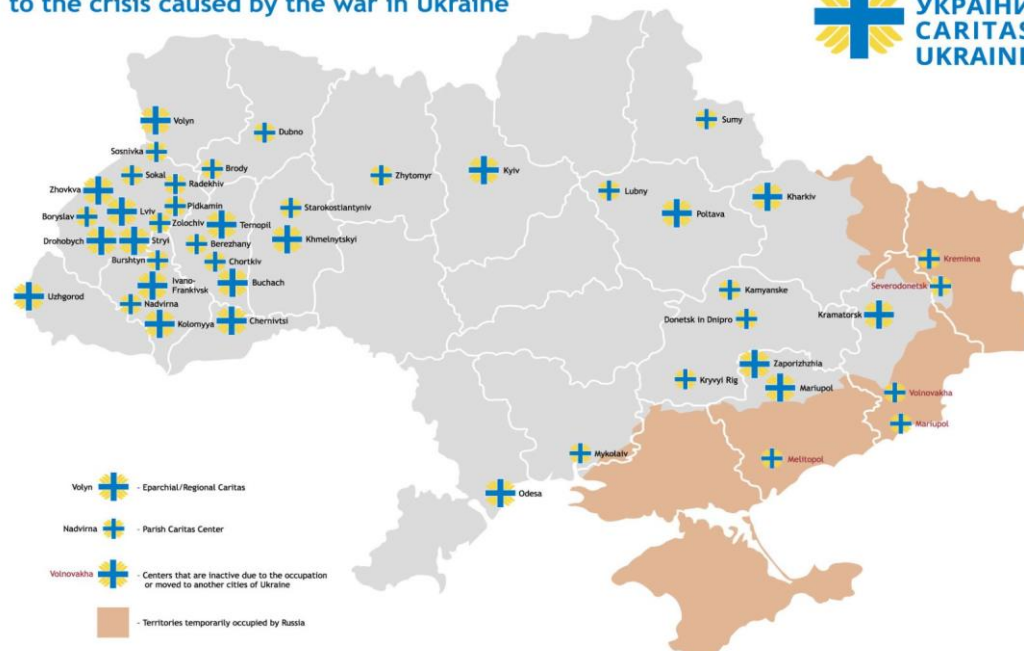 to the crisis caused by the war in Ukraine
УКРАЇНИ
CARITAS
UKRAINE
Volyn
Dubno
Sumy
Sosnivka
Sokal
Brody
Radekhiv
Zhytomyr
Kyiv
Zhovkva
Lubny
Kharkiv
Boryslav
Lviv
Pidkamin
Starokostiantyniv
Poltava
Zolochiv
Ternopil
Drohobych
Stryi
Berezhany
Khmelnytskyi
Burshtyn
Chortkiv
Kreminna
Ivano-
Frankivsk
Buchach
Severodonetsk
Uzhgorod
Nadvirna
Kamyanske
Kolomyya
Chernivtsi
Donetsk in Dnipro
Kramatorsk
Zaporizhzhia
Kryvyi Rig
Mariupol
Volnovakha
Mariupol
Mykolaiv
Melitopol
Odesa
Volyn - Eparchial/Regional Caritas
Nadvirna - Parish Caritas Center
Volnovakha - Centers that are inactive due to the occupation
or moved to another cities of Ukraine
- Territories temporarily occupied by Russia